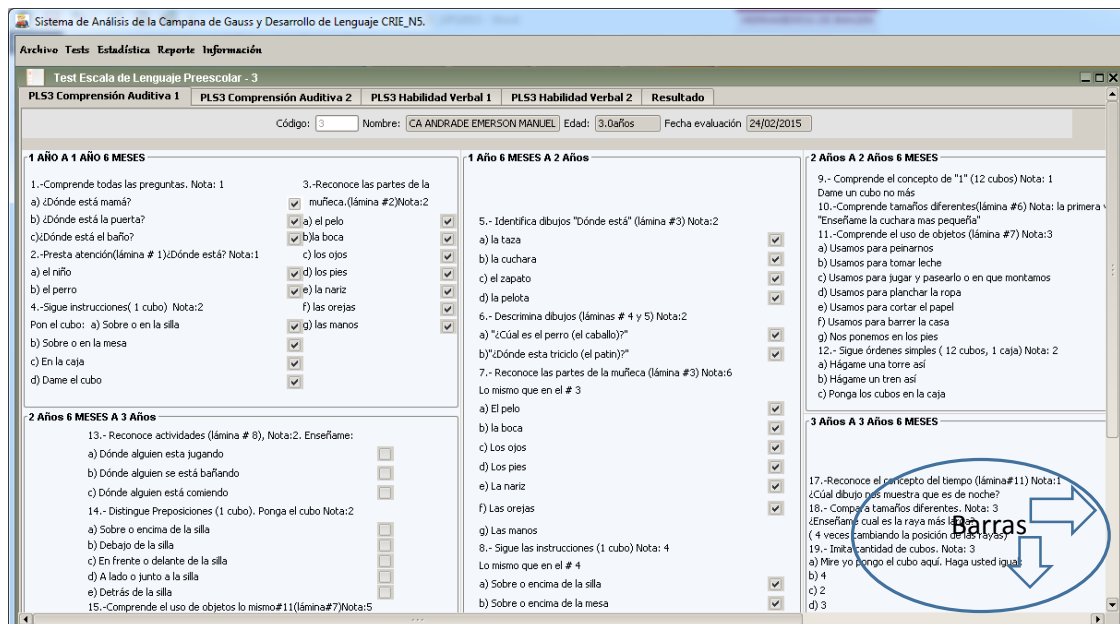 Sistema de Análisis de la Campana de Gauss y Desarrollo de Lenguaje CRIE_N5.
Archivo Tests Estadística Reporte Información
Test Escala de Lenguaje Preescolar - 3
PLS3 Comprensión Auditiva 1 PLS3 Comprensión Auditiva 2 PLS3 Habilidad Verbal 1 PLS3 Habilidad Verbal 2 Resultado
Código: 3 Nombre: CA ANDRADE EMERSON MANUEL Edad: 3.0años Fecha evaluación 24/02/2015
1 AÑO A 1 AÑO 6 MESES
1.-Comprende todas las preguntas. Nota: 1
a) ¿Dónde está mamá?
b) ¿Dónde está la puerta?
c)¿Dónde está el baño?
2.-Presta atención(lámina # 1)¿Dónde está? Nota:1
a) el niño
b) el perro
4.-Sigue instrucciones( 1 cubo) Nota:2
Pon el cubo: a) Sobre o en la silla
b) Sobre o en la mesa
c) En la caja
d) Dame el cubo
3.-Reconoce las partes de la
muñeca.(lámina #2)Nota:2
a) el pelo
b)la boca
c) los ojos
d) los pies
e) la nariz
f) las orejas
g) las manos
1 Año 6 MESES A 2 Años
5.- Identifica dibujos "Dónde está" (lámina #3) Nota:2
a) la taza
b) la cuchara
c) el zapato
d) la pelota
6.- Descrimina dibujos (láminas # 4 y 5) Nota:2
a) "¿Cúal es el perro (el caballo)?"
b)"¿Dónde esta triciclo (el patin)?"
7.- Reconoce las partes de la muñeca (lámina #3) Nota:6
Lo mismo que en el # 3
a) El pelo
b) la boca
c) Los ojos
d) Los pies
e) La nariz
f) Las orejas
g) Las manos
8.- Sigue las instrucciones (1 cubo) Nota: 4
Lo mismo que en el # 4
a) Sobre o encima de la silla
b) Sobre o encima de la mesa
2 Años A 2 Años 6 MESES
9.- Comprende el concepto de "1" (12 cubos) Nota: 1
Dame un cubo no más
10.-Comprende tamaños diferentes(lámina #6) Nota: la primera
"Enseñame la cuchara mas pequeña"
11.-Comprende el uso de objetos (lámina #7) Nota:3
a) Usamos para peinarnos
b) Usamos para tomar leche
c) Usamos para jugar y pasearlo o en que montamos
d) Usamos para planchar la ropa
e) Usamos para cortar el papel
f) Usamos para barrer la casa
g) Nos ponemos en los pies
12.- Sigue órdenes simples ( 12 cubos, 1 caja) Nota: 2
a) Hágame una torre así
b) Hágame un tren así
c) Ponga los cubos en la caja
2 Años 6 MESES A 3 Años
13.- Reconoce actividades (lámina # 8), Nota:2. Enseñame:
a) Dónde alguien esta jugando
b) Dónde alguien se está bañando
c) Dónde alguien está comiendo
14.- Distingue Preposiciones (1 cubo). Ponga el cubo Nota:2
a) Sobre o encima de la silla
b) Debajo de la silla
c) En frente o delante de la silla
d) A lado o junto a la silla
e) Detrás de la silla
15.-Comprende el uso de objetos lo mismo#11(lámina#7)Nota:5
3 Años A 3 Años 6 MESES
17.-Reconoce el concepto del tiempo (lámina#11) Nota:1
¿Cúal dibujo nos muestra que es de noche?
18.- Compara tamaños diferentes. Nota: 3
¿Enseñame cual es la raya más larga?
( 4 veces cambiando la posición de las rayas)
19.- Imita cantidad de cubos. Nota: 3
a) Mire yo pongo el cubo aquí. Haga usted igual:
b) 4
c) 2
d) 3
Barras